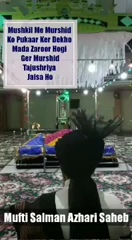 Mushkil Me Murshid
Ko Pukaar Ker Dekho
Mada Zaroor Hogi
Ger Murshid
Tajushriya
Jaisa Ho
Mufti Salman Azhari Saheb